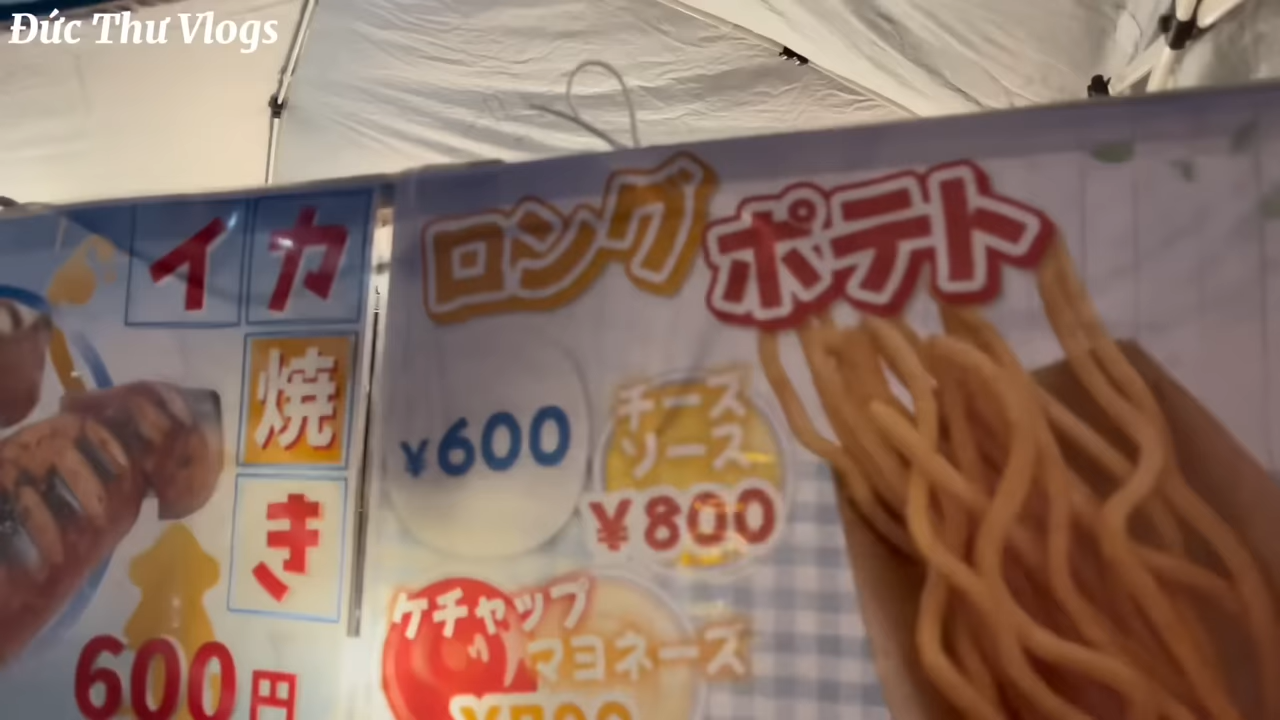 Đức Thư Vlogs
イカ
焼
き
600円
ロングポテト
¥600
チーズ
ソース
¥800
ケチャップ
マヨネーズ